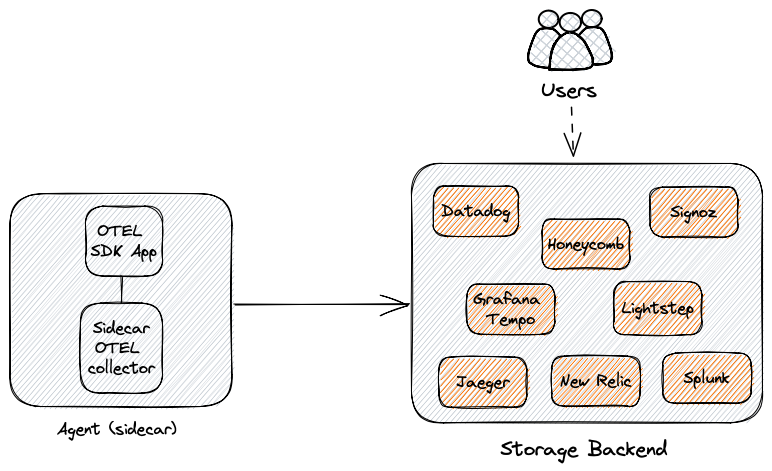 Users
OTEL
SDK App
Sidecar
OTEL
collector
Agent (sidecar)
Datadog
Signoz
Honeycomb
Grafana
Tempo
Lightstep
Jaeger
New Relic
Splunk
Storage Backend